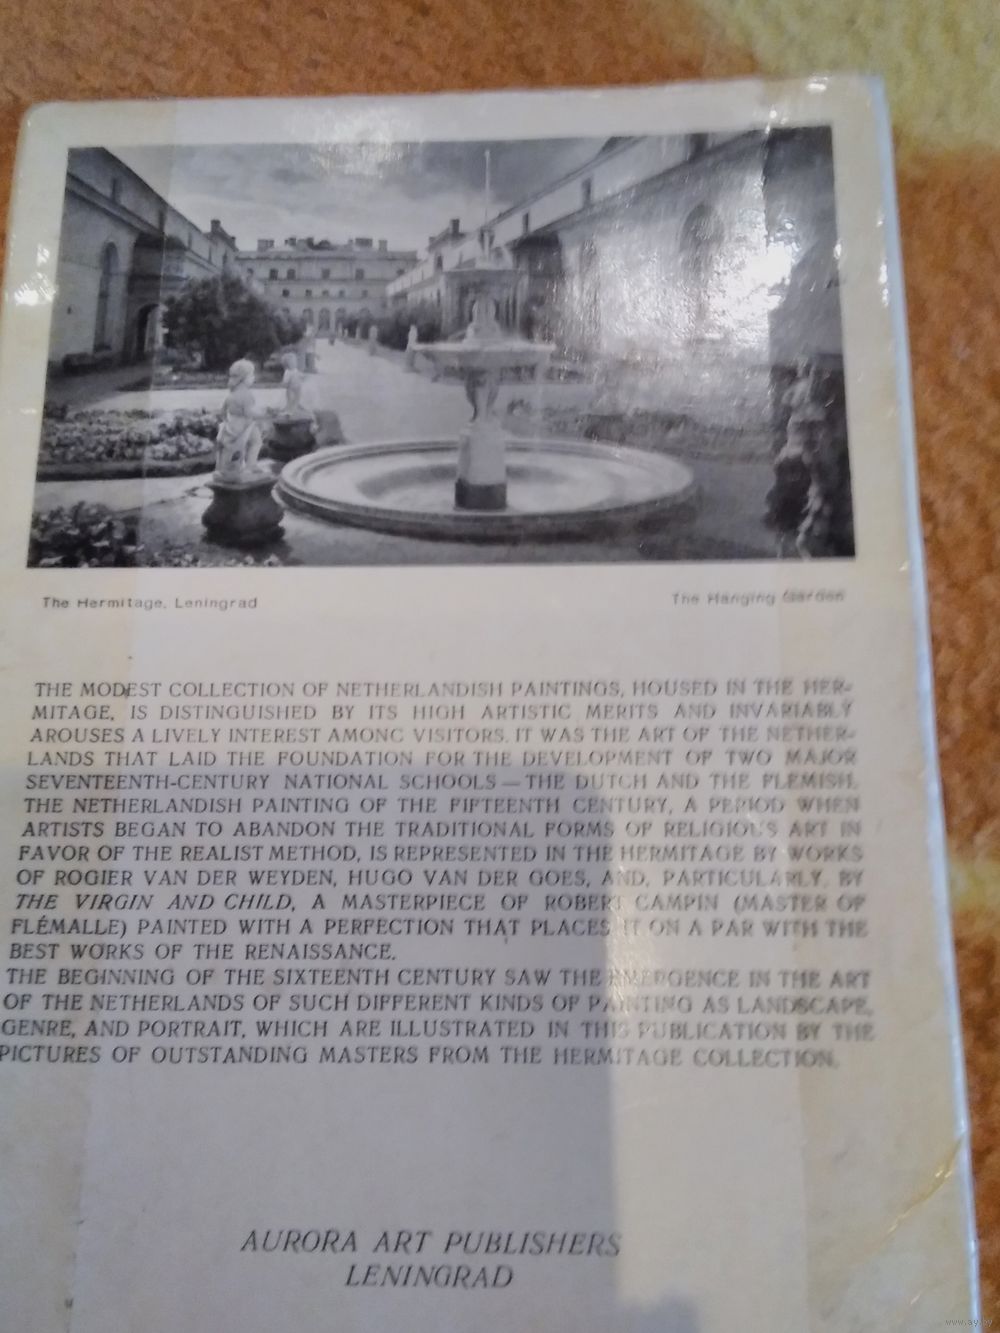 The Hermitage, Leningrad
The Hanging Garden
THE MODEST COLLECTION OF NETHERLANDISH PAINTINGS, HOUSED IN THE HER-
MITAGE, IS DISTINGUISHED BY ITS HIGH ARTISTIC MERITS AND INVARIABLY
AROUSES A LIVELY INTEREST AMONG VISITORS. IT WAS THE ART OF THE NETHER-
LANDS THAT LAID THE FOUNDATION FOR THE DEVELOPMENT OF TWO MAJOR
SEVENTEENTH-CENTURY NATIONAL SCHOOLS — THE DUTCH AND THE FLEMISH.
THE NETHERLANDISH PAINTING OF THE FIFTEENTH CENTURY, A PERIOD WHEN
ARTISTS BEGAN TO ABANDON THE TRADITIONAL FORMS OF RELIGIOUS ART IN
FAVOR OF THE REALIST METHOD, IS REPRESENTED IN THE HERMITAGE BY WORKS
OF ROGIER VAN DER WEYDEN, HUGO VAN DER GOES, AND, PARTICULARLY, BY
THE VIRGIN AND CHILD, A MASTERPIECE OF ROBERT CAMPIN (MASTER OF
FLÉMALLE) PAINTED WITH A PERFECTION THAT PLACES IT ON A PAR WITH THE
BEST WORKS OF THE RENAISSANCE.
THE BEGINNING OF THE SIXTEENTH CENTURY SAW THE EMERGENCE IN THE ART
OF THE NETHERLANDS OF SUCH DIFFERENT KINDS OF PAINTING AS LANDSCAPE,
GENRE, AND PORTRAIT, WHICH ARE ILLUSTRATED IN THIS PUBLICATION BY THE
PICTURES OF OUTSTANDING MASTERS FROM THE HERMITAGE COLLECTION.
AURORA ART PUBLISHERS
LENINGRAD
www.ay.by